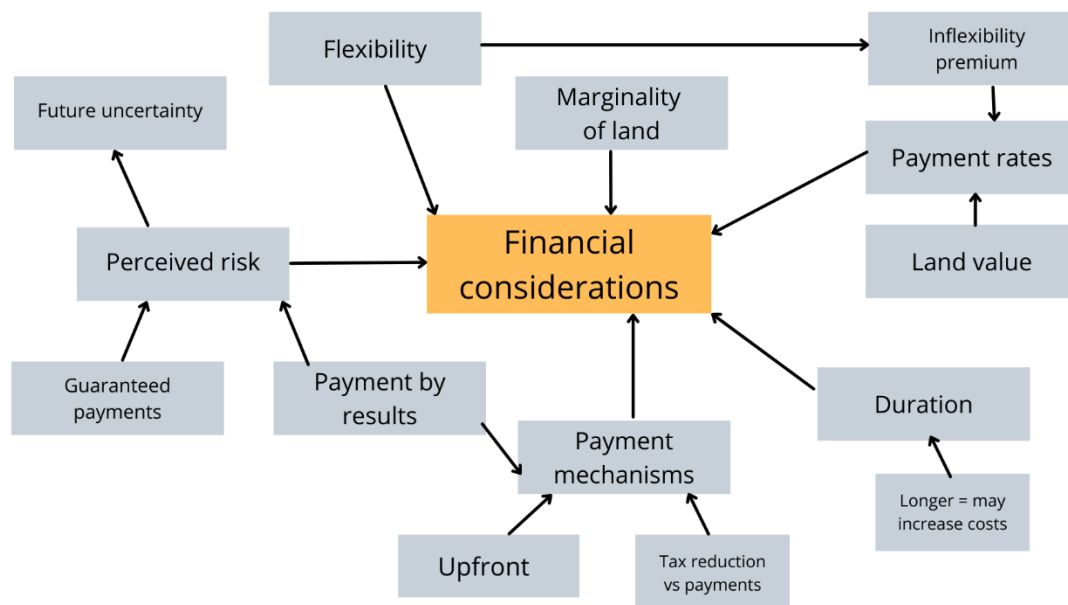 Flexibility
Inflexibility
premium
Future uncertainty
Marginality
of land
Payment rates
Perceived risk
Financial
considerations
Land value
Guaranteed
payments
Payment by
results
Duration
Payment
mechanisms
Longer = may
increase costs
Upfront
Tax reduction
vs payments